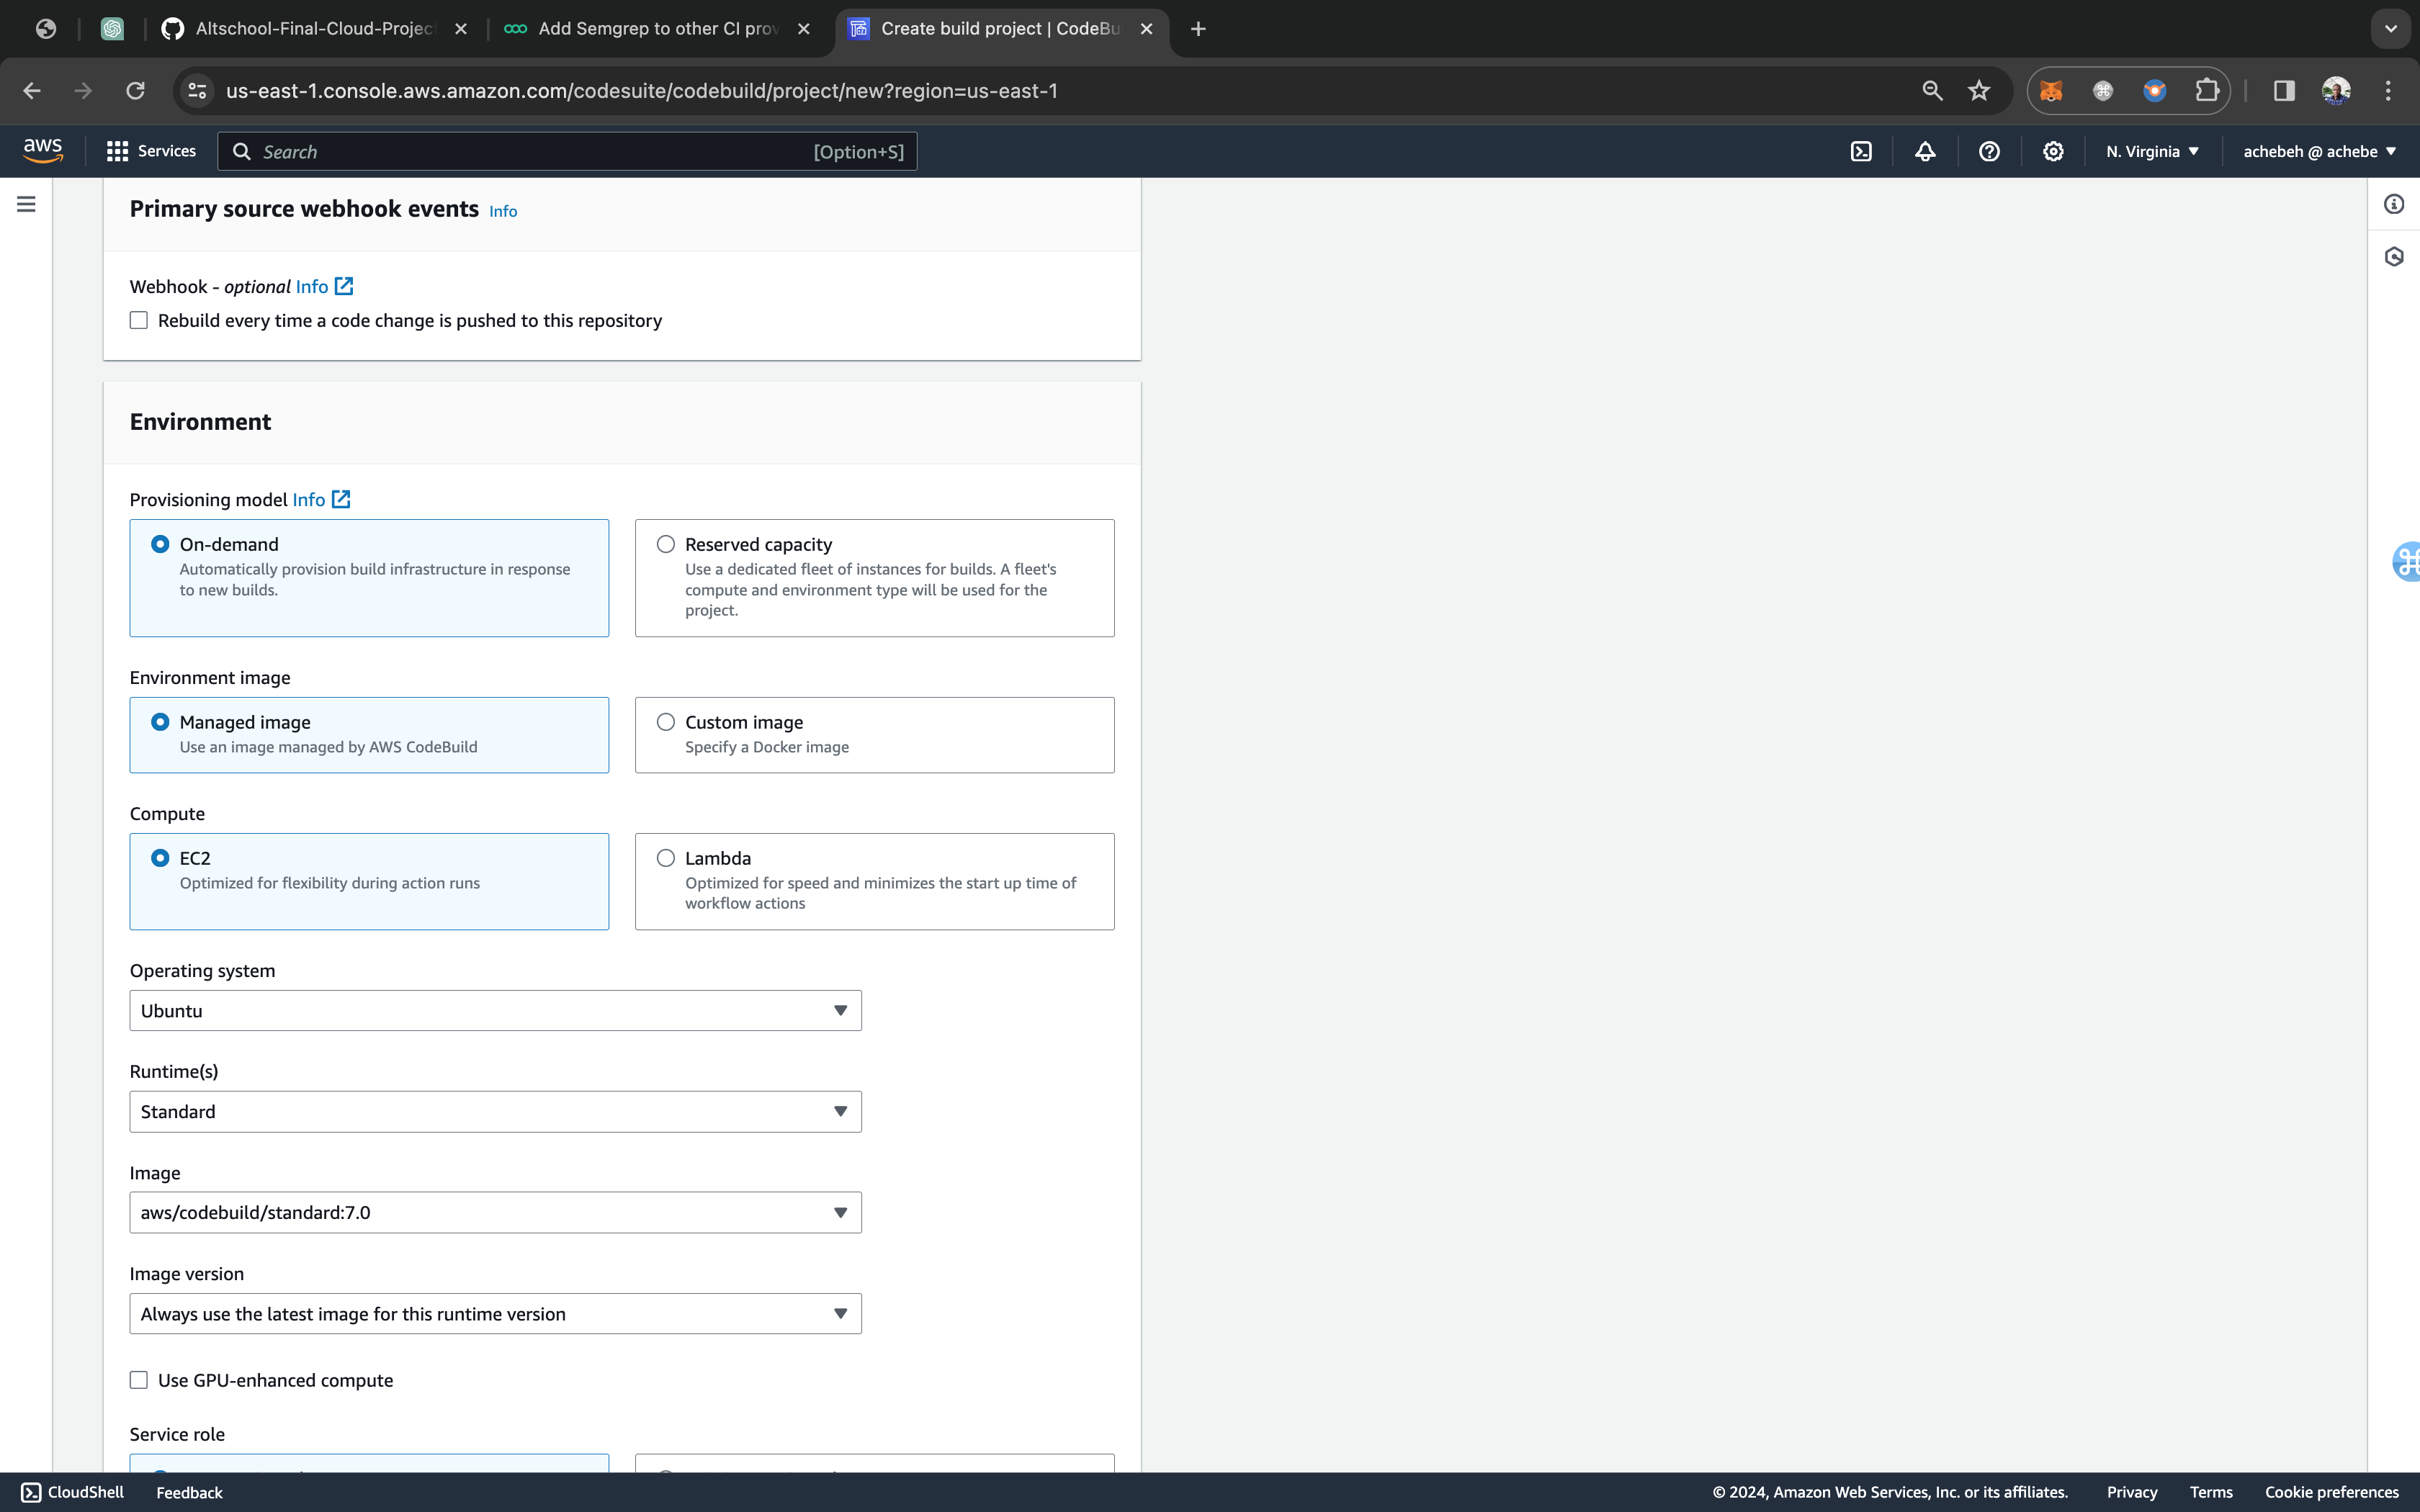 Altschool-Final-Cloud-Project
Add Semgrep to other CI prov
Create build project | CodeBu
us-east-1.console.aws.amazon.com/codesuite/codebuild/project/new?region=us-east-1
aws
Services
Search
[Option+S]
N. Virginia
achebeh @ achebe
Primary source webhook events Info
Webhook - optional Info
Rebuild every time a code change is pushed to this repository
Environment
Provisioning model Info
On-demand
Automatically provision build infrastructure in response
to new builds.
Reserved capacity
Use a dedicated fleet of instances for builds. A fleet's
compute and environment type will be used for the
project.
Environment image
Managed image
Use an image managed by AWS CodeBuild
Custom image
Specify a Docker image
Compute
EC2
Optimized for flexibility during action runs
Lambda
Optimized for speed and minimizes the start up time of
workflow actions
Operating system
Ubuntu
Runtime(s)
Standard
Image
aws/codebuild/standard:7.0
Image version
Always use the latest image for this runtime version
Use GPU-enhanced compute
Service role
CloudShell
Feedback
© 2024, Amazon Web Services, Inc. or its affiliates.
Privacy
Terms
Cookie preferences